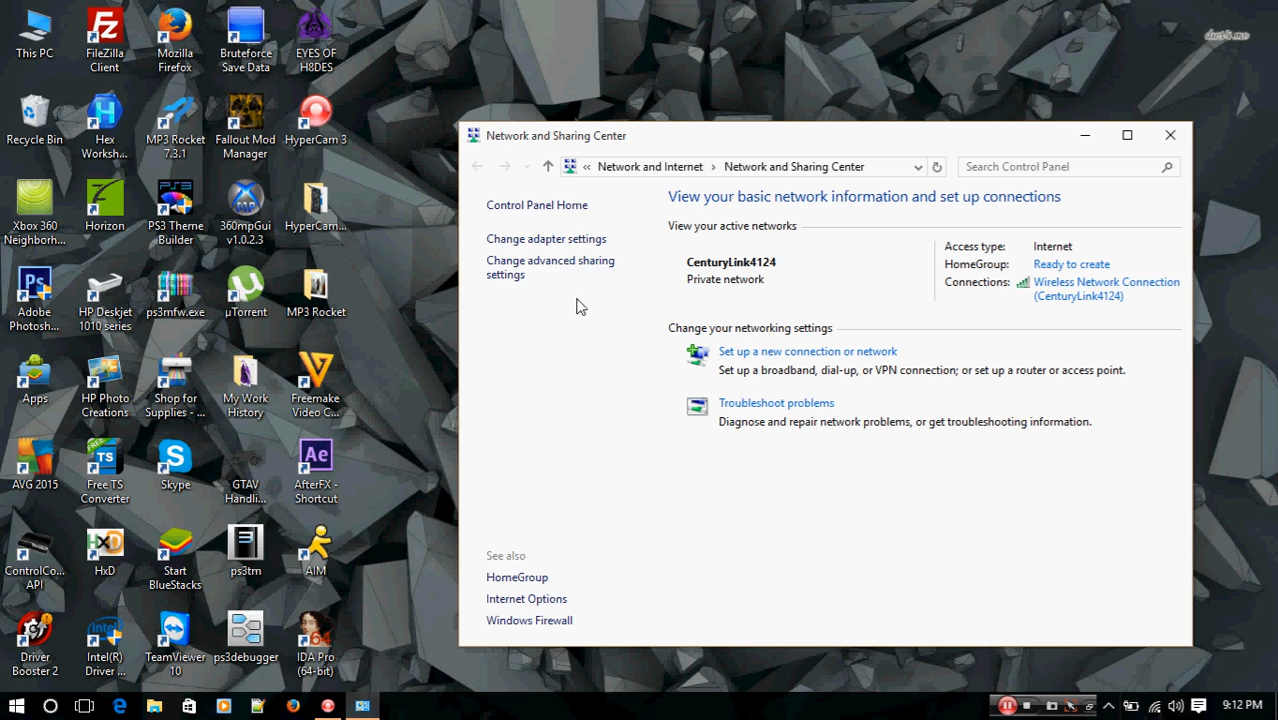 This PC
FileZilla
Client
Mozilla
Firefox
Bruteforce
Save Data
EYES OF
H8DES
Recycle Bin
Hex
Worksh...
MP3 Rocket
7.3.1
Fallout Mod
Manager
HyperCam 3
Xbox 360
Neighborh...
Horizon
PS3 Theme
Builder
360mpGui
v1.0.2.3
HyperCam...
Adobe
Photosh...
HP Deskjet
1010 series
ps3mfw.exe
µTorrent
MP3 Rocket
Apps
HP Photo
Creations
Shop for
Supplies - ...
My Work
History
Freemake
Video C...
AVG 2015
Free TS
Converter
Skype
GTAV
Handli...
AfterFX -
Shortcut
ControlCo...
API
HxD
Start
BlueStacks
ps3tm
AIM
Driver
Booster 2
Intel(R)
Driver ...
TeamViewer
10
ps3debugger
IDA Pro
(64-bit)
Network and Sharing Center
« Network and Internet › Network and Sharing Center
Search Control Panel
Control Panel Home
Change adapter settings
Change advanced sharing
settings
See also
HomeGroup
Internet Options
Windows Firewall
View your basic network information and set up connections
View your active networks
CenturyLink4124
Private network
Access type: Internet
HomeGroup: Ready to create
Connections: Wireless Network Connection
(CenturyLink4124)
Change your networking settings
Set up a new connection or network
Set up a broadband, dial-up, or VPN connection; or set up a router or access point.
Troubleshoot problems
Diagnose and repair network problems, or get troubleshooting information.
9:12 PM